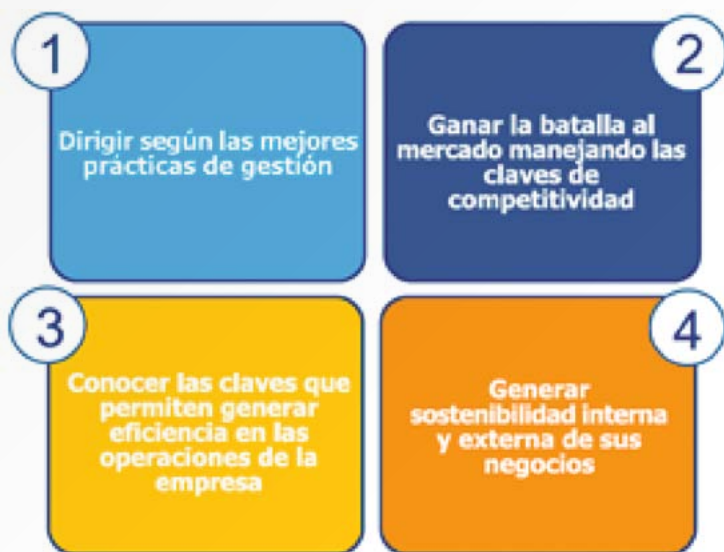 1
Dirigir según las mejores
prácticas de gestión
2
Ganar la batalla al
mercado manejando las
claves de
competitividad
3
Conocer las claves que
permiten generar
eficiencia en las
operaciones de la
empresa
4
Generar
sostenibilidad interna
y externa de sus
negocios